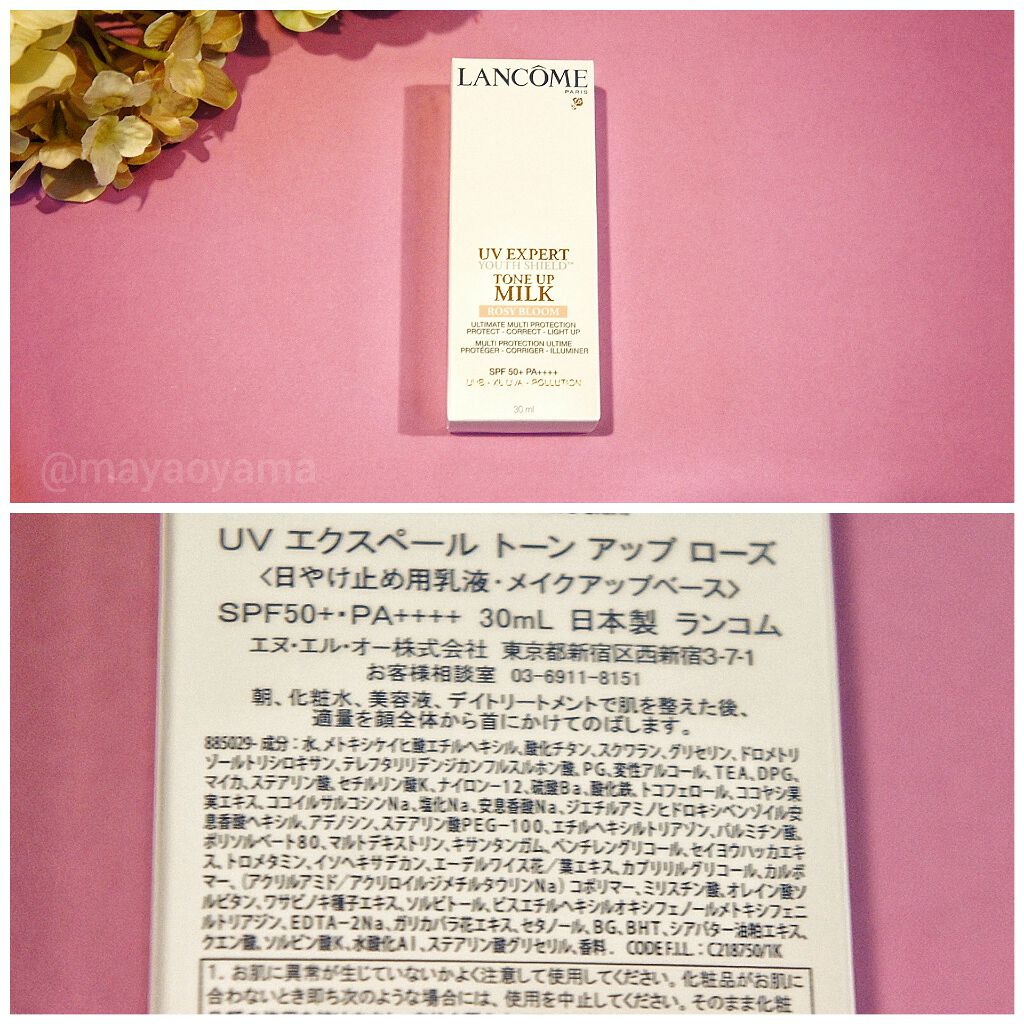 LANCÔME
PARIS
UV EXPERT
YOUTH SHIELD™
TONE UP
MILK
ROSY BLOOM
ULTIMATE MULTI PROTECTION
PROTECT - CORRECT - LIGHT UP
MULTI PROTECTION ULTIME
PROTÉGER - CORRIGER - ILLUMINER
SPF 50+ PA++++
UVB - XL UVA - POLLUTION
30 ml
@mayaoyama
UV エクスペール トーン アップ ローズ
〈日やけ止め用乳液・メイクアップベース〉
SPF50+・PA++++ 30mL 日本製 ランコム
エヌ・エル・オー株式会社 東京都新宿区西新宿3-7-1
お客様相談室 03-6911-8151
朝、化粧水、美容液、デイトリートメントで肌を整えた後、
適量を顔全体から首にかけてのばします。
885029- 成分：水、メトキシケイヒ酸エチルヘキシル、酸化チタン、スクワラン、グリセリン、ドロメトリ
ゾールトリシロキサン、テレフタリリデンジカンフルスルホン酸、PG、変性アルコール、TEA、DPG、
マイカ、ステアリン酸、セチルリン酸K、ナイロン-12、硫酸Ba、酸化鉄、トコフェロール、ココヤシ果
実エキス、ココイルサルコシンNa、塩化Na、安息香酸Na、ジエチルアミノヒドロキシベンゾイル安
息香酸ヘキシル、アデノシン、ステアリン酸PEG-100、エチルヘキシルトリアゾン、パルミチン酸、
ポリソルベート80、マルトデキストリン、キサンタンガム、ペンチレングリコール、セイヨウハッカエキ
ス、トロメタミン、イソヘキサデカン、エーデルワイス花／葉エキス、カプリリルグリコール、カルボ
マー、（アクリルアミド／アクリロイルジメチルタウリンNa）コポリマー、ミリスチン酸、オレイン酸ソ
ルビタン、ワサビノキ種子エキス、ソルビトール、ビスエチルヘキシルオキシフェノールメトキシフェニ
ルトリアジン、EDTA-2Na、ガリカバラ花エキス、セタノール、BG、BHT、シアバター油粕エキス、
クエン酸、ソルビン酸K、水酸化Al、ステアリン酸グリセリル、香料． CODE F.I.L. : C218750/1K
1. お肌に異常が生じていないかよく注意して使用してください。化粧品がお肌に
合わないとき即ち次のような場合には、使用を中止してください。そのまま化粧